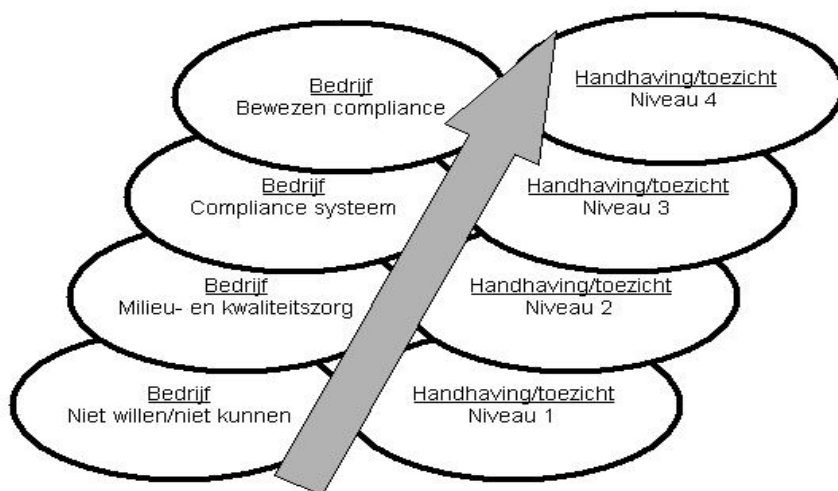 Bedrijf
Bewezen compliance
Handhaving/toezicht
Niveau 4
Bedrijf
Compliance systeem
Handhaving/toezicht
Niveau 3
Bedrijf
Milieu- en kwaliteitszorg
Handhaving/toezicht
Niveau 2
Bedrijf
Niet willen/niet kunnen
Handhaving/toezicht
Niveau 1